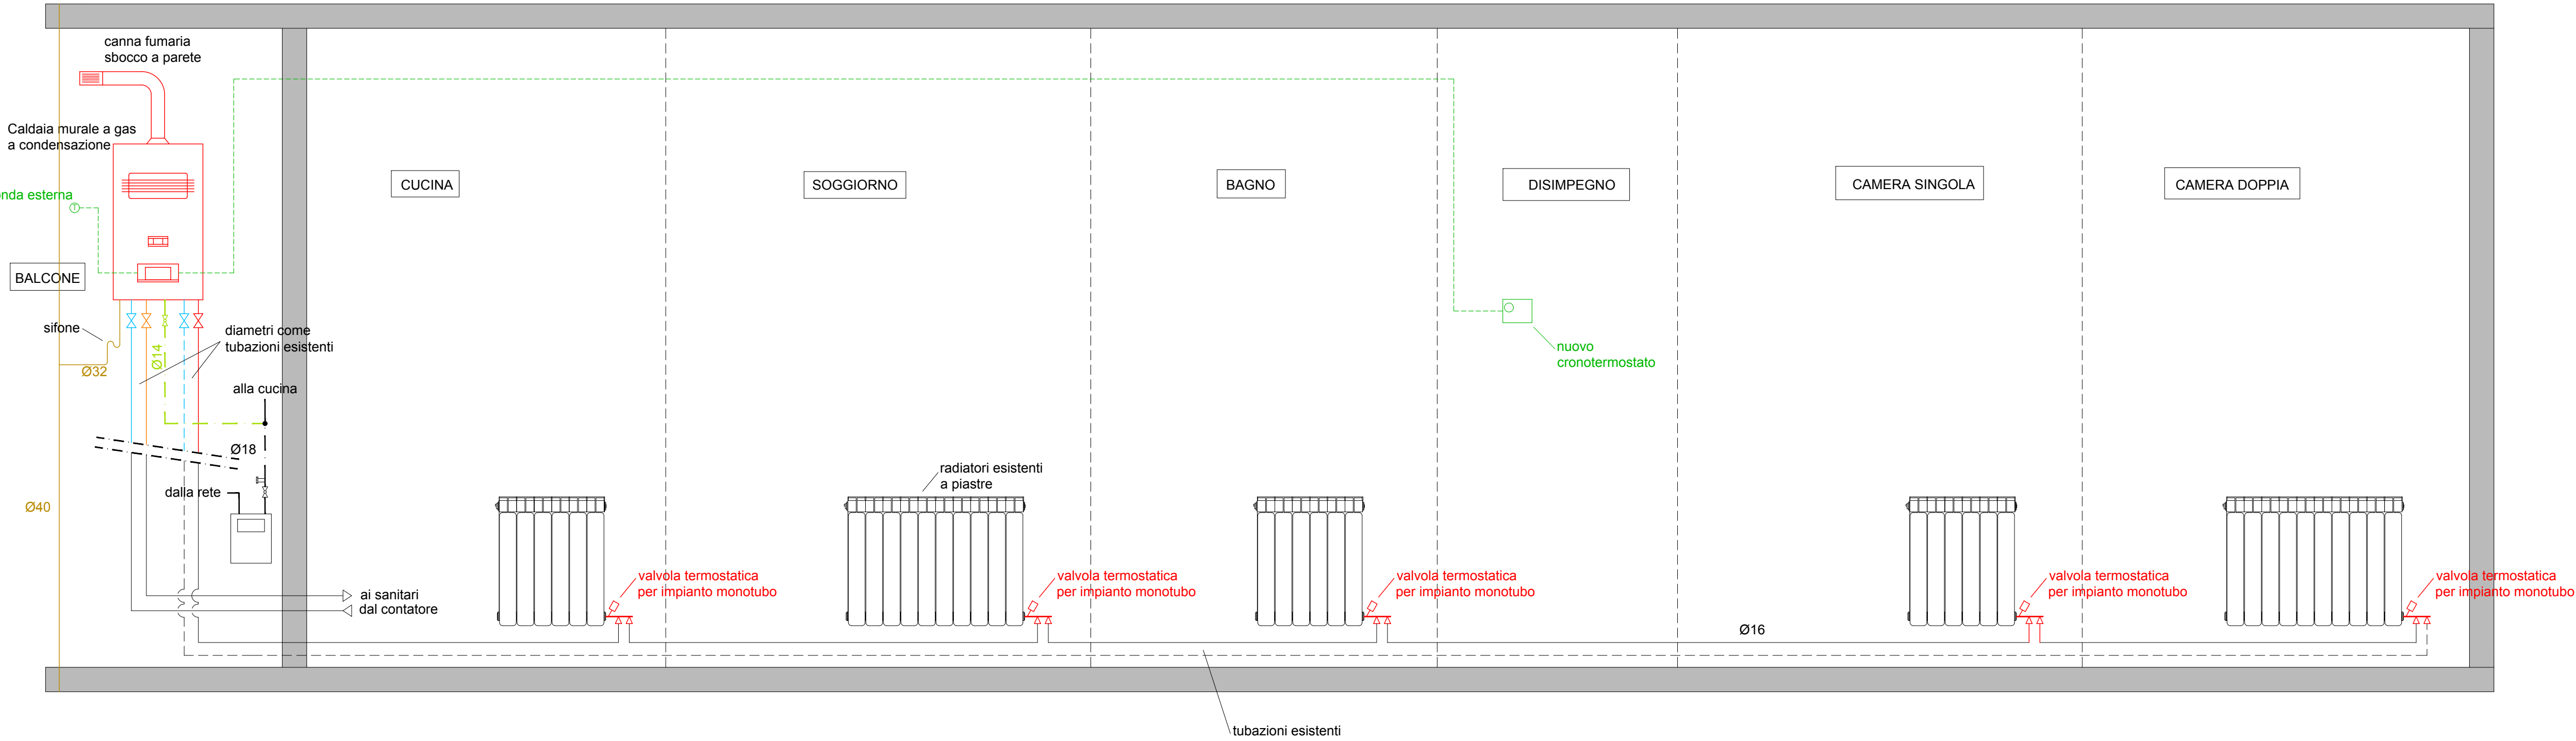 canna fumaria
sbocco a parete
Caldaia murale a gas
a condensazione
onda esterna
T
BALCONE
sifone
diametri come
tubazioni esistenti
Ø14
Ø32
alla cucina
Ø18
dalla rete
Ø40
ai sanitari
dal contatore
CUCINA
SOGGIORNO
BAGNO
DISIMPEGNO
CAMERA SINGOLA
CAMERA DOPPIA
nuovo
cronotermostato
radiatori esistenti
a piastre
valvola termostatica
per impianto monotubo
valvola termostatica
per impianto monotubo
valvola termostatica
per impianto monotubo
valvola termostatica
per impianto monotubo
valvola termostatica
per impianto monotubo
Ø16
tubazioni esistenti